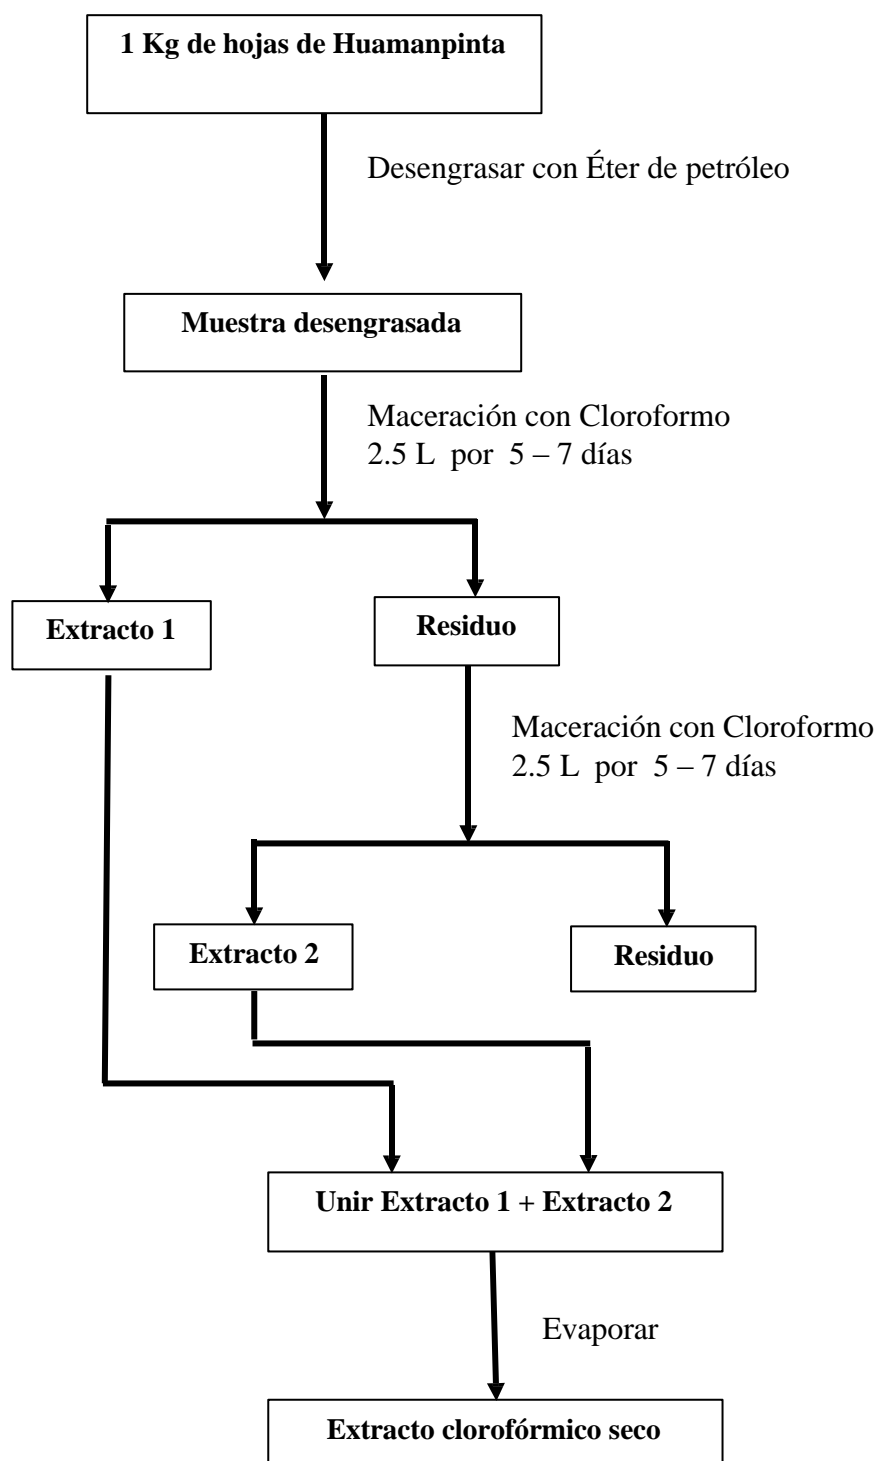 1 Kg de hojas de Huamanpinta
Desengrasar con Éter de petróleo
Muestra desengrasada
Maceración con Cloroformo
2.5 L por 5 – 7 días
Extracto 1
Residuo
Maceración con Cloroformo
2.5 L por 5 – 7 días
Extracto 2
Residuo
Unir Extracto 1 + Extracto 2
Evaporar
Extracto clorofórmico seco